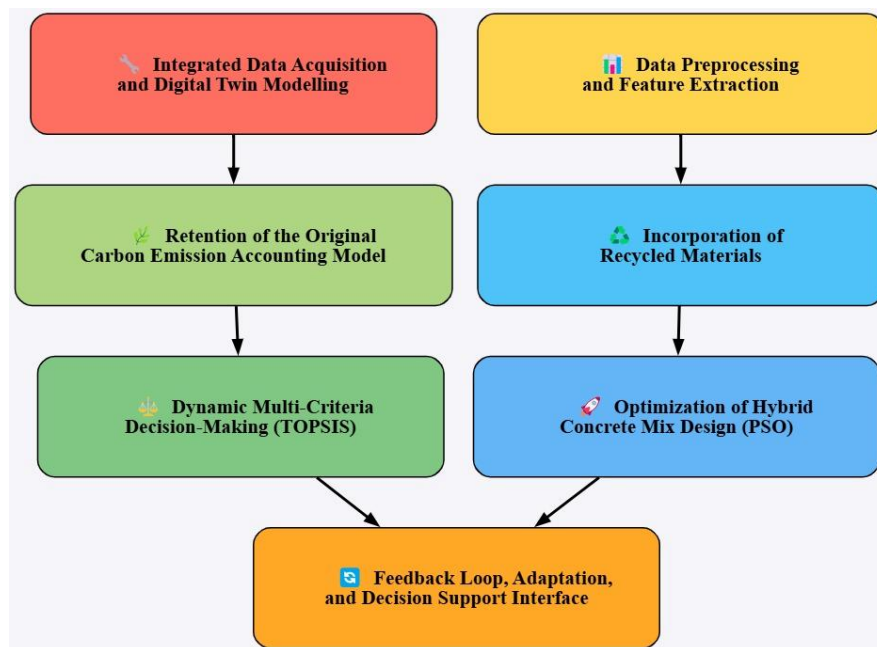 Integrated Data Acquisition
and Digital Twin Modelling
Data Preprocessing
and Feature Extraction
Retention of the Original
Carbon Emission Accounting Model
Incorporation of
Recycled Materials
Dynamic Multi-Criteria
Decision-Making (TOPSIS)
Optimization of Hybrid
Concrete Mix Design (PSO)
Feedback Loop, Adaptation,
and Decision Support Interface